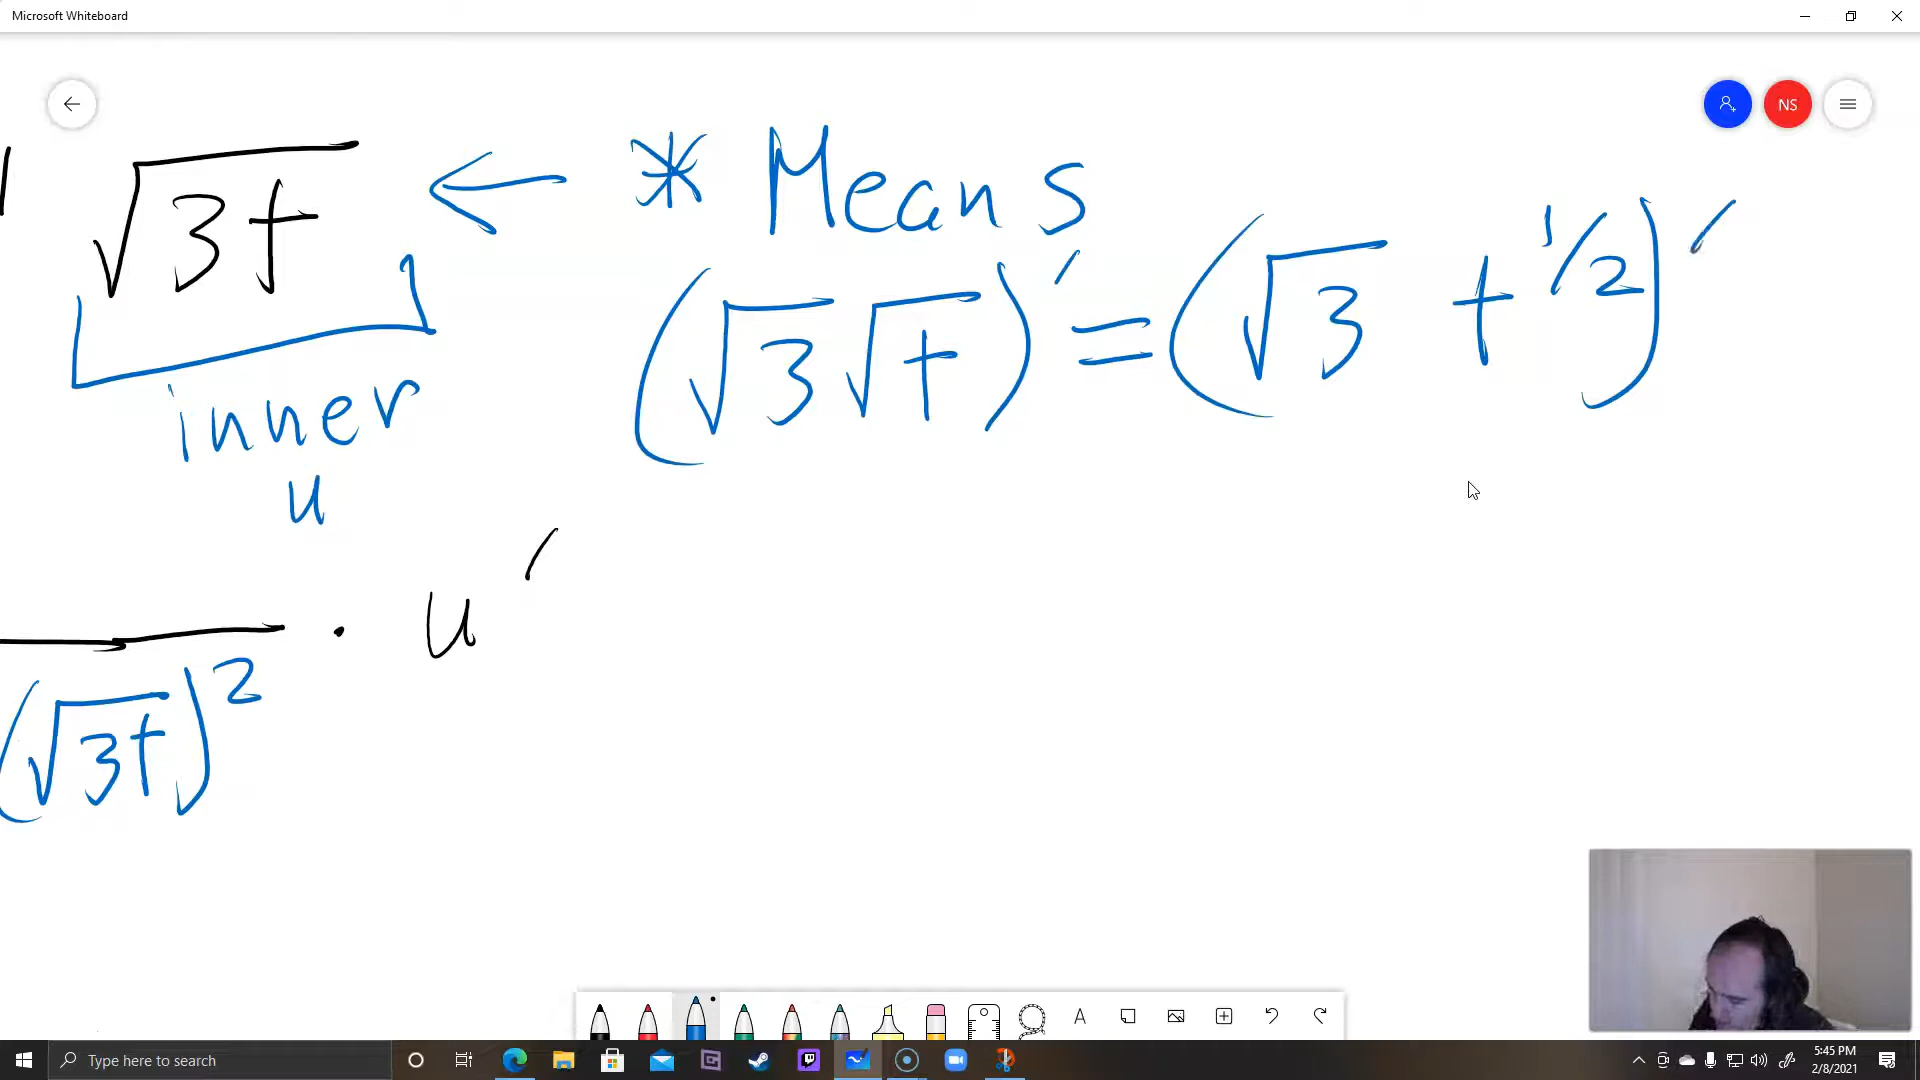 Microsoft Whiteboard
NS
√3t ← * Means
(√3√t)′ = (√3 t^1/2)′
inner
u
· u′
(√3t)^2
A
Type here to search
5:45 PM
2/8/2021